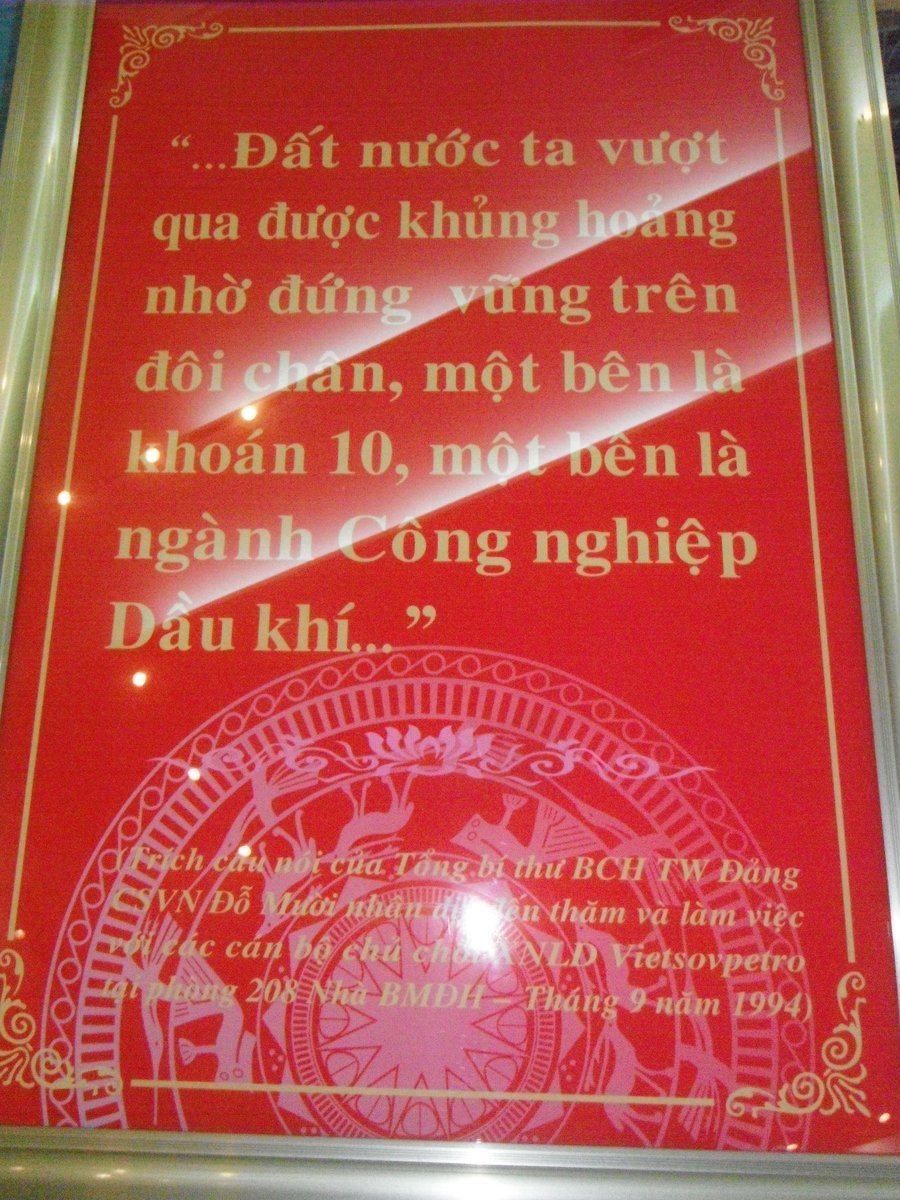 “...Đất nước ta vượt
qua được khủng hoảng
nhờ đứng vững trên
đôi chân, một bên là
khoán 10, một bên là
ngành Công nghiệp
Dầu khí...”
(Trích câu nói của Tổng bí thư BCH TW Đảng
CSVN Đỗ Mười nhân dịp đến thăm và làm việc
với các cán bộ chủ chốt XNLD Vietsovpetro
tại phòng 208 Nhà BMĐH – Tháng 9 năm 1994)